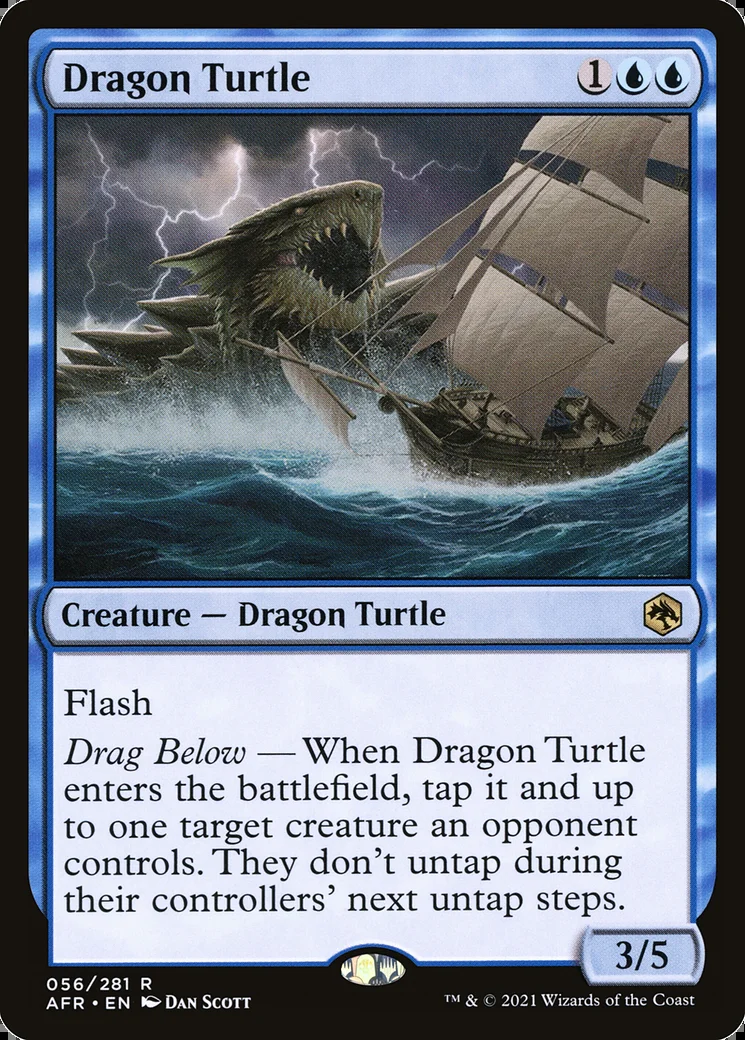 Dragon Turtle
1
Creature — Dragon Turtle
Flash
Drag Below — When Dragon Turtle
enters the battlefield, tap it and up
to one target creature an opponent
controls. They don't untap during
their controllers' next untap steps.
3/5
056/281 R
AFR • EN Dan Scott
™ & © 2021 Wizards of the Coast